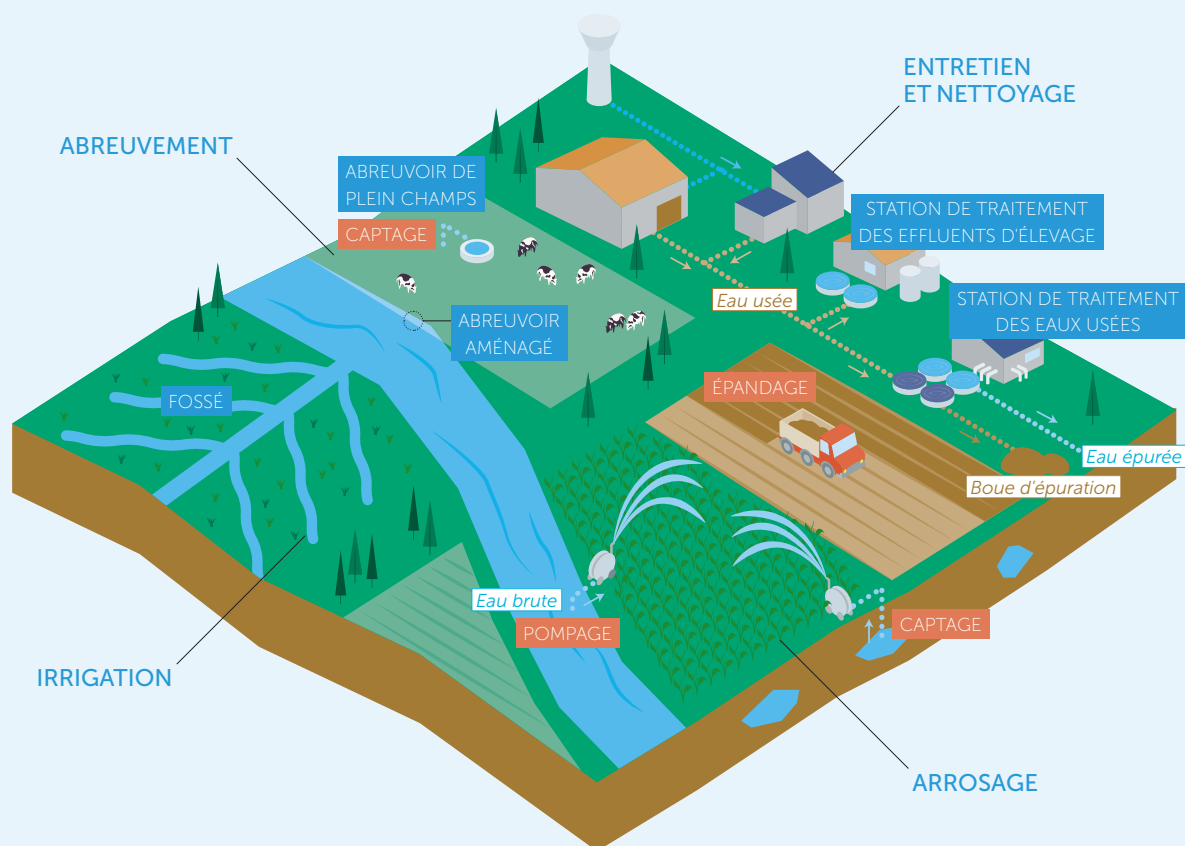 ENTRETIEN
ET NETTOYAGE
ABREUVEMENT
ABREUVOIR DE
PLEIN CHAMPS
CAPTAGE
STATION DE TRAITEMENT
DES EFFLUENTS D'ÉLEVAGE
Eau usée
STATION DE TRAITEMENT
DES EAUX USÉES
ABREUVOIR
AMÉNAGÉ
FOSSÉ
ÉPANDAGE
Eau épurée
Boue d'épuration
Eau brute
POMPAGE
CAPTAGE
IRRIGATION
ARROSAGE